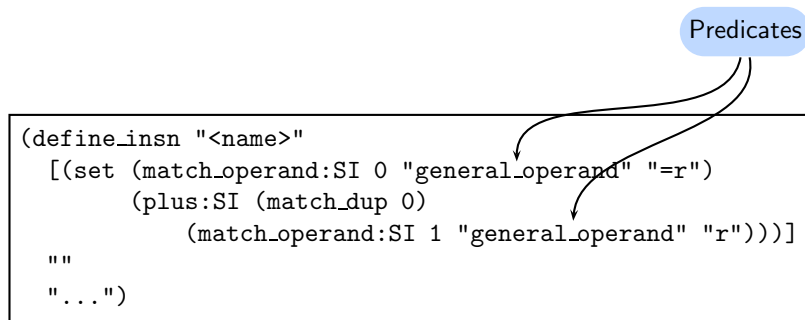 Predicates
(define_insn "<name>"
[(set (match_operand:SI 0 "general_operand" "=r")
(plus:SI (match_dup 0)
(match_operand:SI 1 "general_operand" "r")))]
""
"...")